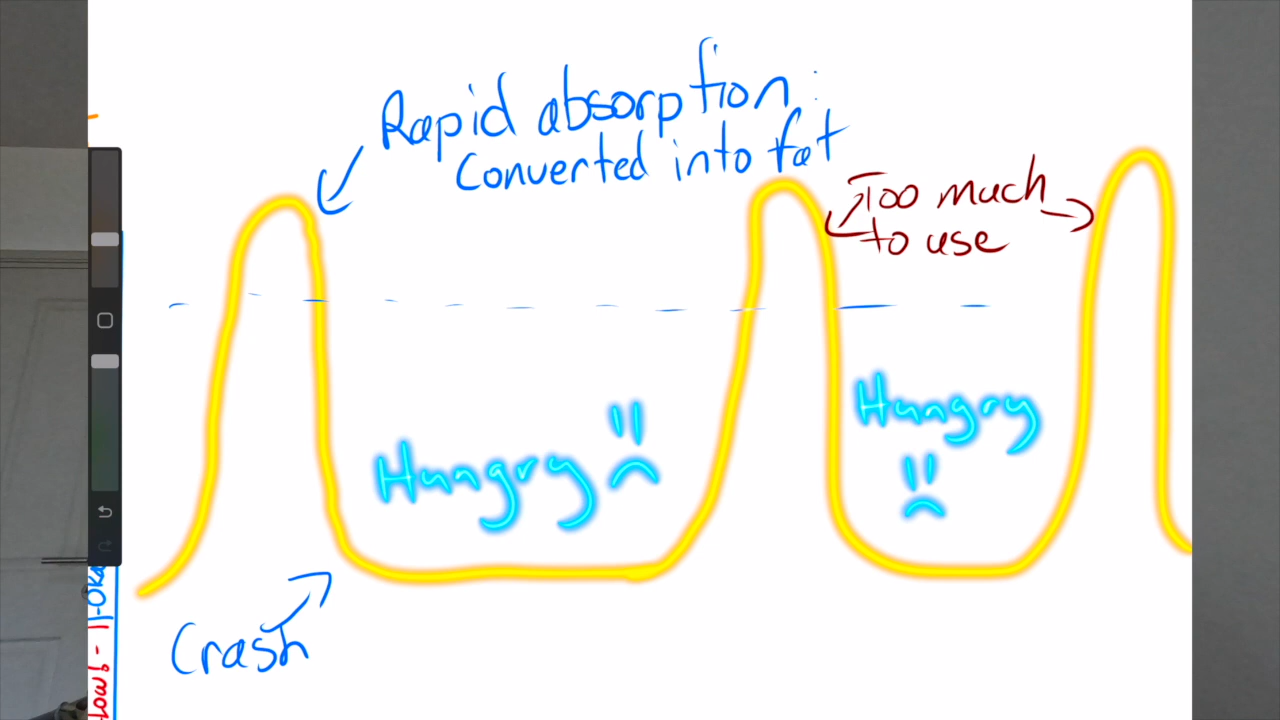 Rapid absorption:
Converted into fat
Too much
to use
Hungry
Hungry
Crash